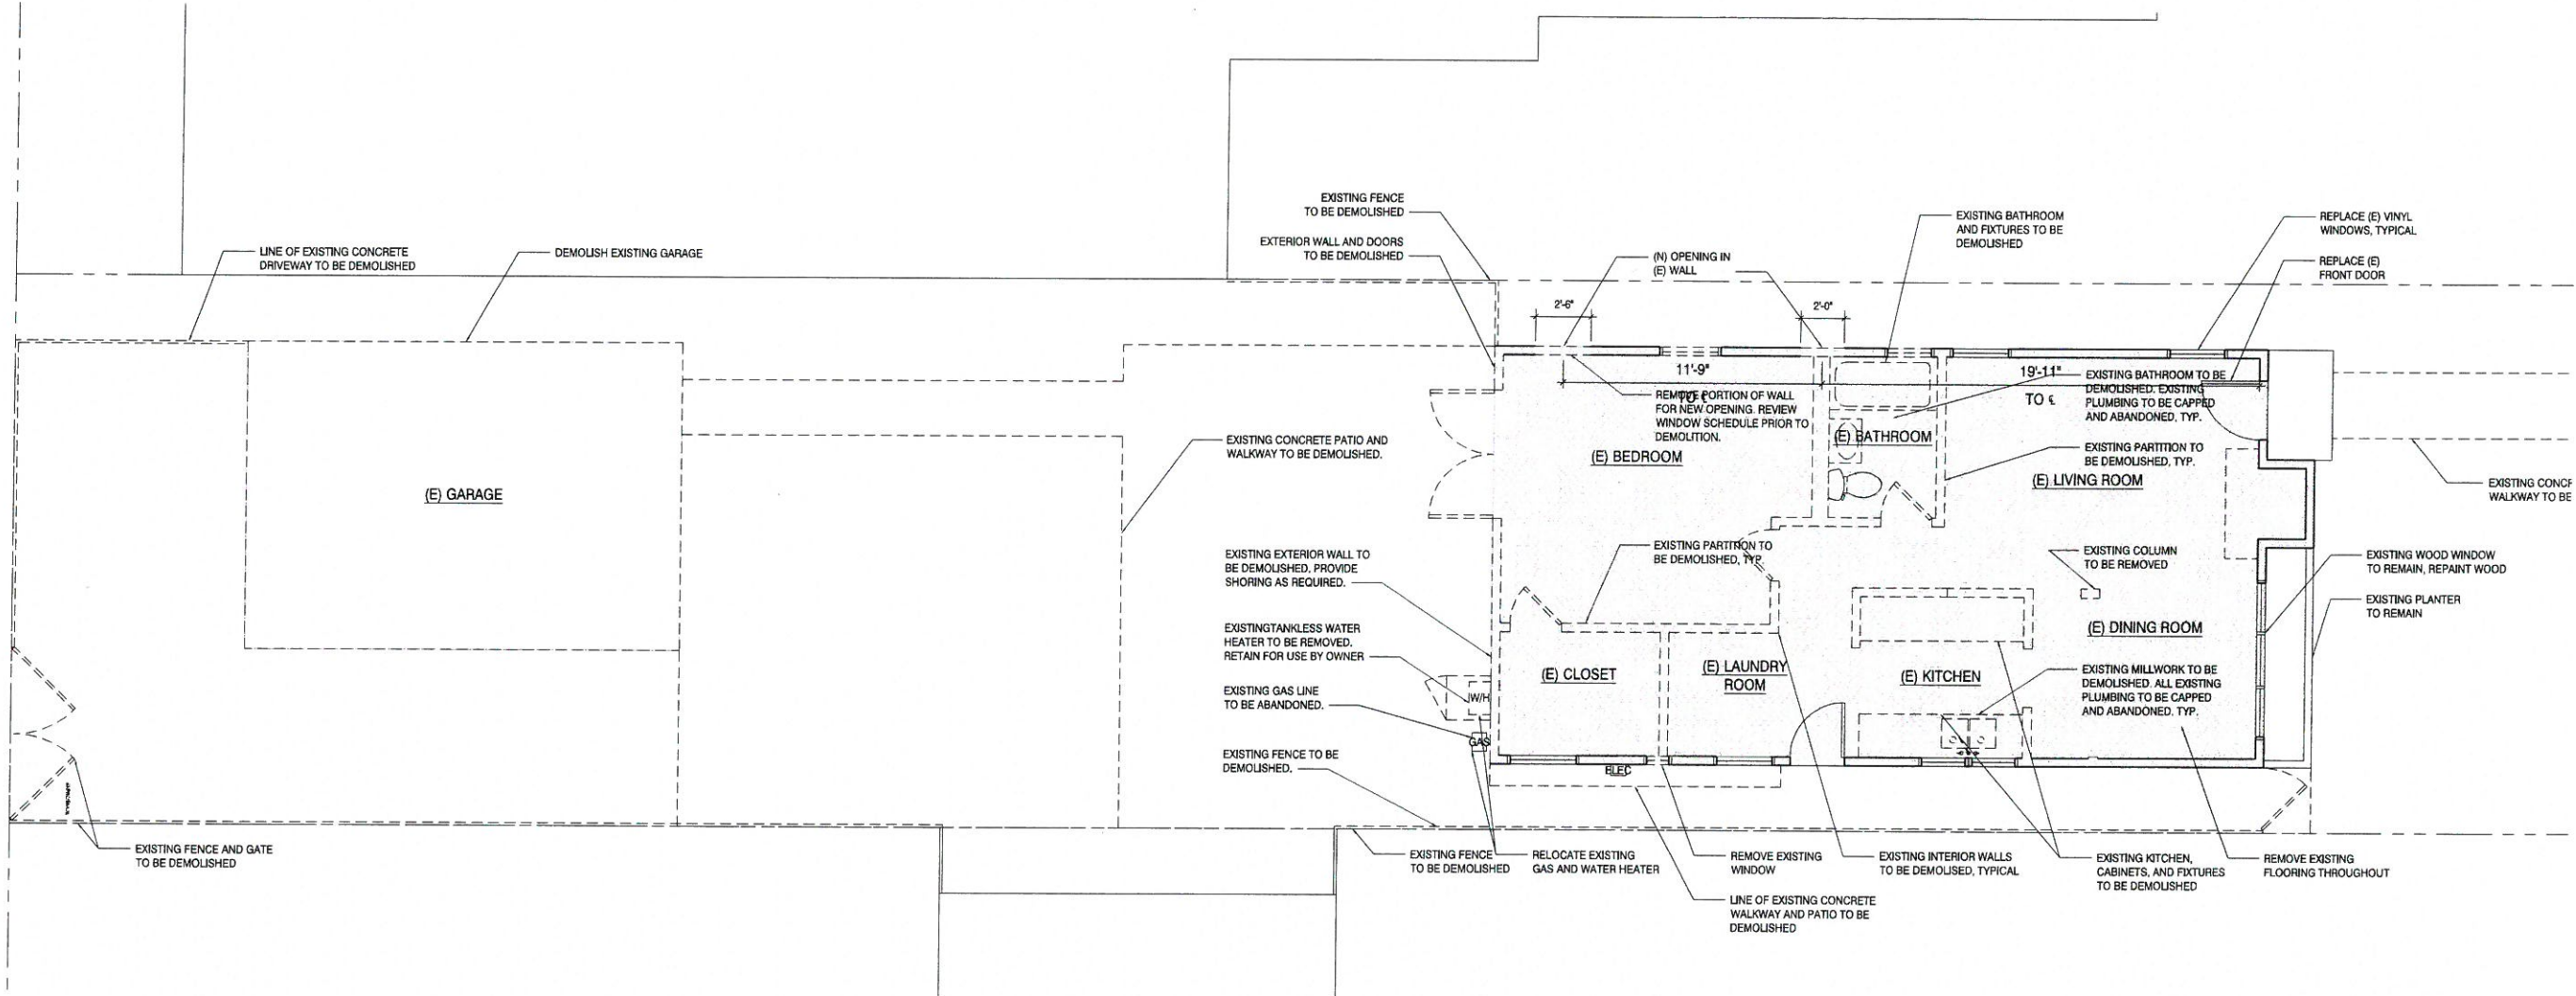 EXISTING FENCE
TO BE DEMOLISHED
EXTERIOR WALL AND DOORS
TO BE DEMOLISHED
LINE OF EXISTING CONCRETE
DRIVEWAY TO BE DEMOLISHED
DEMOLISH EXISTING GARAGE
(N) OPENING IN
(E) WALL
EXISTING BATHROOM
AND FIXTURES TO BE
DEMOLISHED
REPLACE (E) VINYL
WINDOWS, TYPICAL
REPLACE (E)
FRONT DOOR
2'-6"
2'-0"
11'-9"
TO ℄
19'-11"
TO ℄
REMOVE PORTION OF WALL
FOR NEW OPENING. REVIEW
WINDOW SCHEDULE PRIOR TO
DEMOLITION.
EXISTING BATHROOM TO BE
DEMOLISHED. EXISTING
PLUMBING TO BE CAPPED
AND ABANDONED, TYP.
(E) BATHROOM
(E) BEDROOM
EXISTING PARTITION TO
BE DEMOLISHED, TYP.
(E) LIVING ROOM
EXISTING CONCRETE PATIO AND
WALKWAY TO BE DEMOLISHED.
(E) GARAGE
EXISTING CONCR
WALKWAY TO BE
EXISTING PARTITION TO
BE DEMOLISHED, TYP.
EXISTING COLUMN
TO BE REMOVED
EXISTING EXTERIOR WALL TO
BE DEMOLISHED, PROVIDE
SHORING AS REQUIRED.
EXISTING WOOD WINDOW
TO REMAIN, REPAINT WOOD
EXISTING PLANTER
TO REMAIN
EXISTINGTANKLESS WATER
HEATER TO BE REMOVED.
RETAIN FOR USE BY OWNER
(E) DINING ROOM
(E) CLOSET
(E) LAUNDRY
ROOM
(E) KITCHEN
EXISTING MILLWORK TO BE
DEMOLISHED. ALL EXISTING
PLUMBING TO BE CAPPED
AND ABANDONED. TYP.
EXISTING GAS LINE
TO BE ABANDONED.
W/H
GAS
ELEC
EXISTING FENCE TO BE
DEMOLISHED.
EXISTING FENCE AND GATE
TO BE DEMOLISHED
EXISTING FENCE
TO BE DEMOLISHED
RELOCATE EXISTING
GAS AND WATER HEATER
REMOVE EXISTING
WINDOW
EXISTING INTERIOR WALLS
TO BE DEMOLISED, TYPICAL
EXISTING KITCHEN,
CABINETS, AND FIXTURES
TO BE DEMOLISHED
REMOVE EXISTING
FLOORING THROUGHOUT
LINE OF EXISTING CONCRETE
WALKWAY AND PATIO TO BE
DEMOLISHED